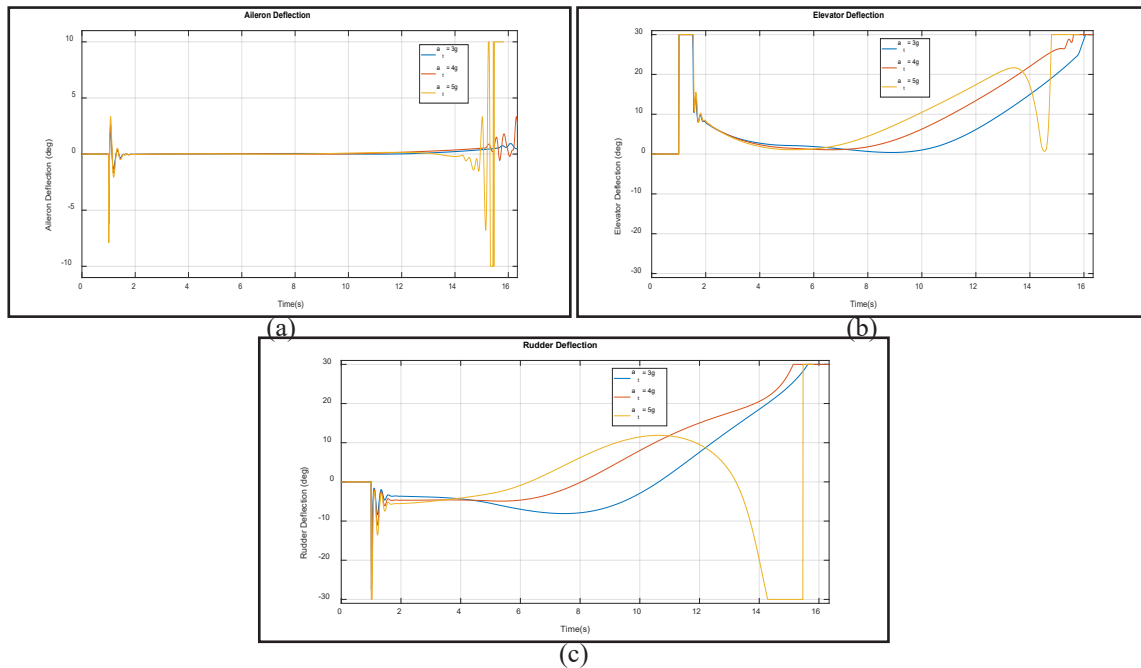 Aileron Deflection
10
5
0
-5
-10
Aileron Deflection (deg)
a t = 3g
a t = 4g
a t = 5g
0 2 4 6 8 10 12 14 16
Time(s)
(a)
Elevator Deflection
30
20
10
0
-10
-20
-30
Elevator Deflection (deg)
a t = 3g
a t = 4g
a t = 5g
0 2 4 6 8 10 12 14 16
Time(s)
(b)
Rudder Deflection
30
20
10
0
-10
-20
-30
Rudder Deflection (deg)
a t = 3g
a t = 4g
a t = 5g
0 2 4 6 8 10 12 14 16
Time(s)
(c)